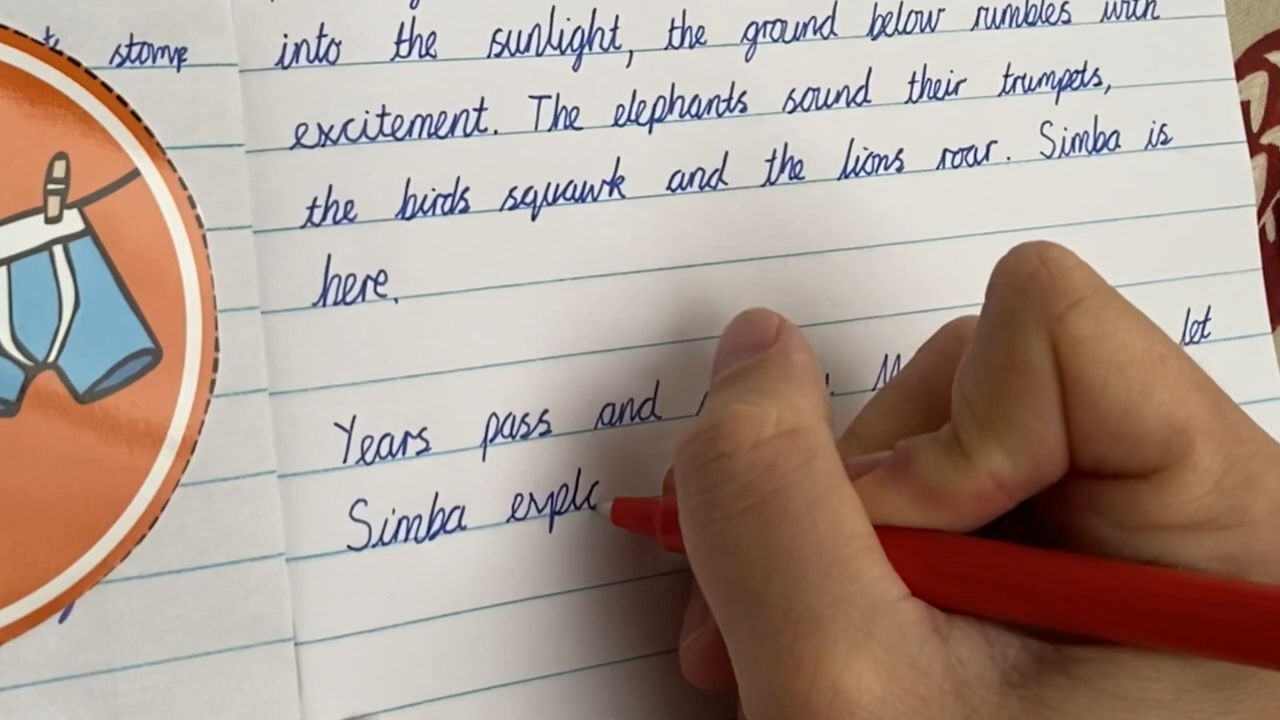 stomp
into the sunlight, the ground below rumbles with
excitement. The elephants sound their trumpets,
the birds squawk and the lions roar. Simba is
here.
Years pass and let
Simba explo